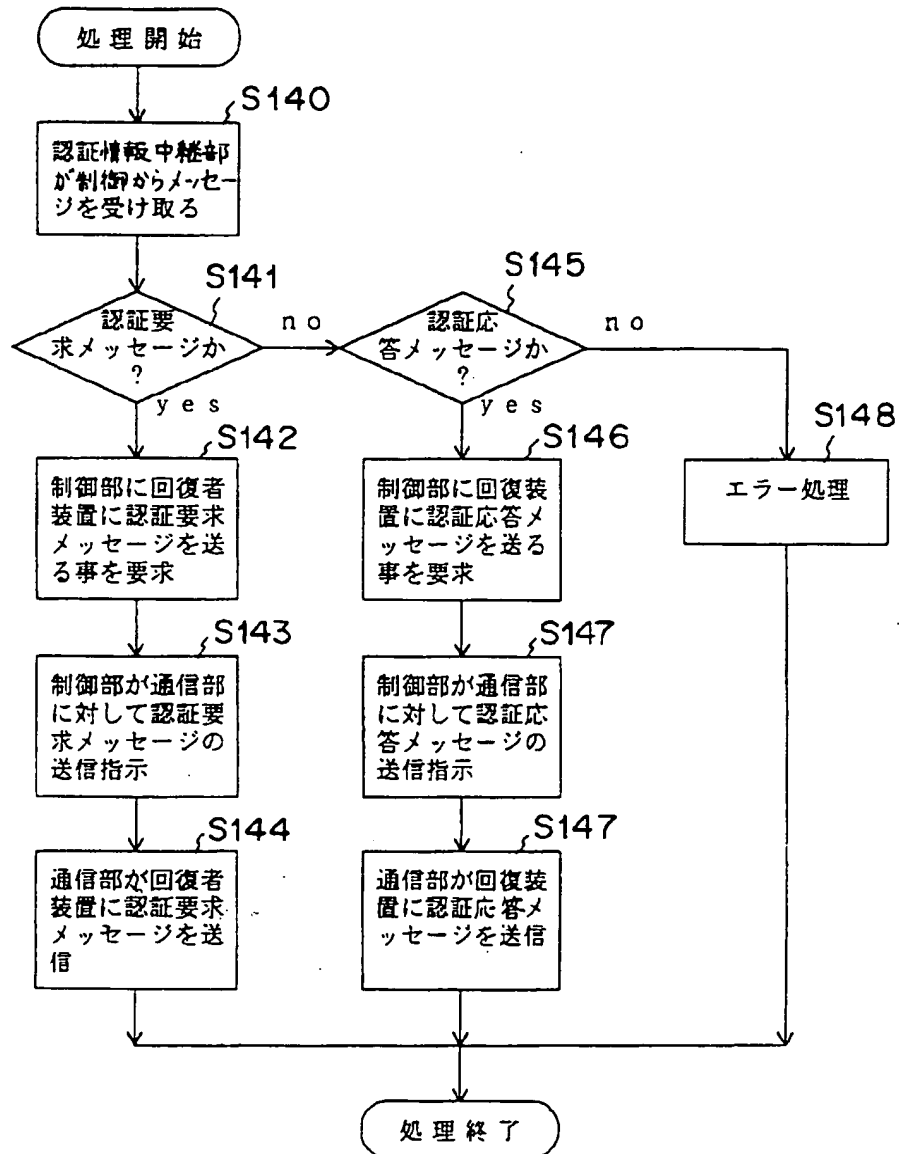 処理開始
S140
認証情報中継部
が制御からメッセー
ジを受け取る
S141
認証要
求メッセージか
?
no
yes
S145
認証応
答メッセージか
?
no
yes
S142
制御部に回復者
装置に認証要求
メッセージを送
る事を要求
S146
制御部に回復装
置に認証応答メ
ッセージを送る
事を要求
S148
エラー処理
S143
制御部が通信部
に対して認証要
求メッセージの
送信指示
S147
制御部が通信部
に対して認証応
答メッセージの
送信指示
S144
通信部が回復者
装置に認証要求
メッセージを送
信
S147
通信部が回復装
置に認証応答メ
ッセージを送信
処理終了